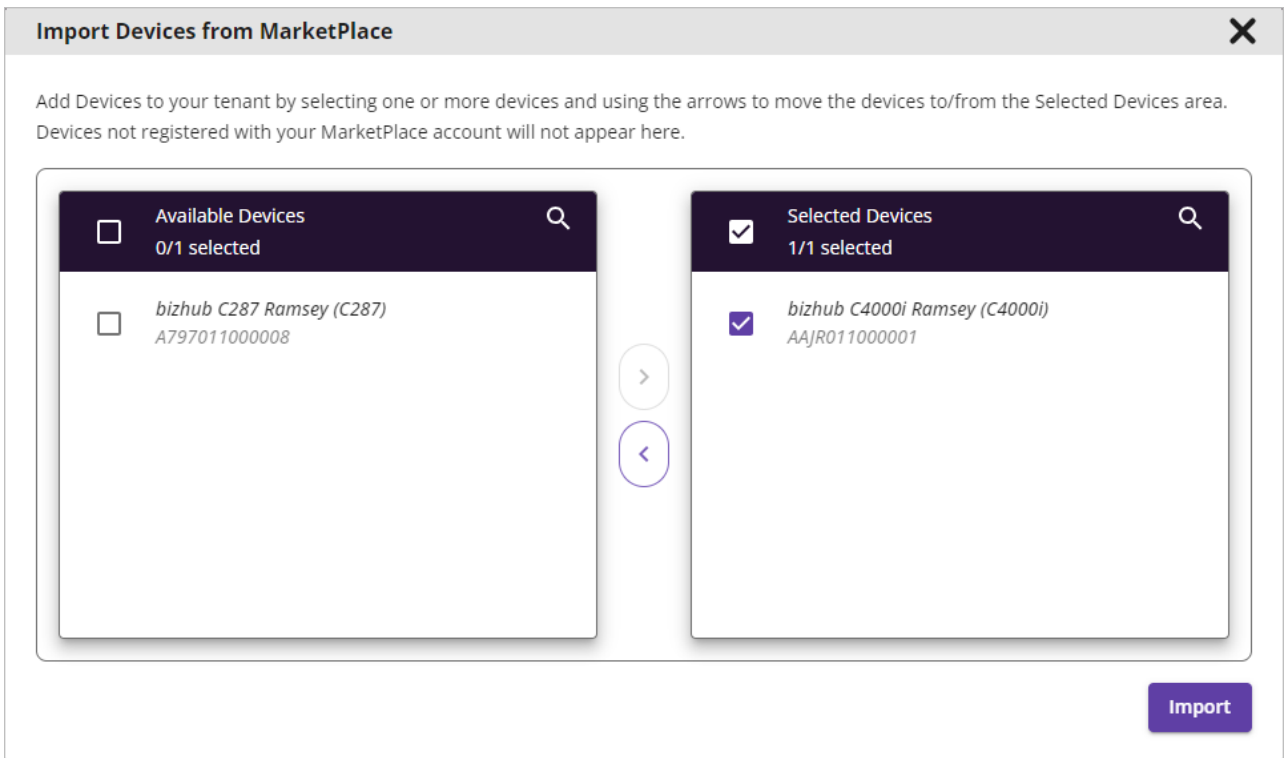 Import Devices from MarketPlace
Add Devices to your tenant by selecting one or more devices and using the arrows to move the devices to/from the Selected Devices area.
Devices not registered with your MarketPlace account will not appear here.
Available Devices
0/1 selected
bizhub C287 Ramsey (C287)
A797011000008
Selected Devices
1/1 selected
bizhub C4000i Ramsey (C4000i)
AAJR011000001
Import